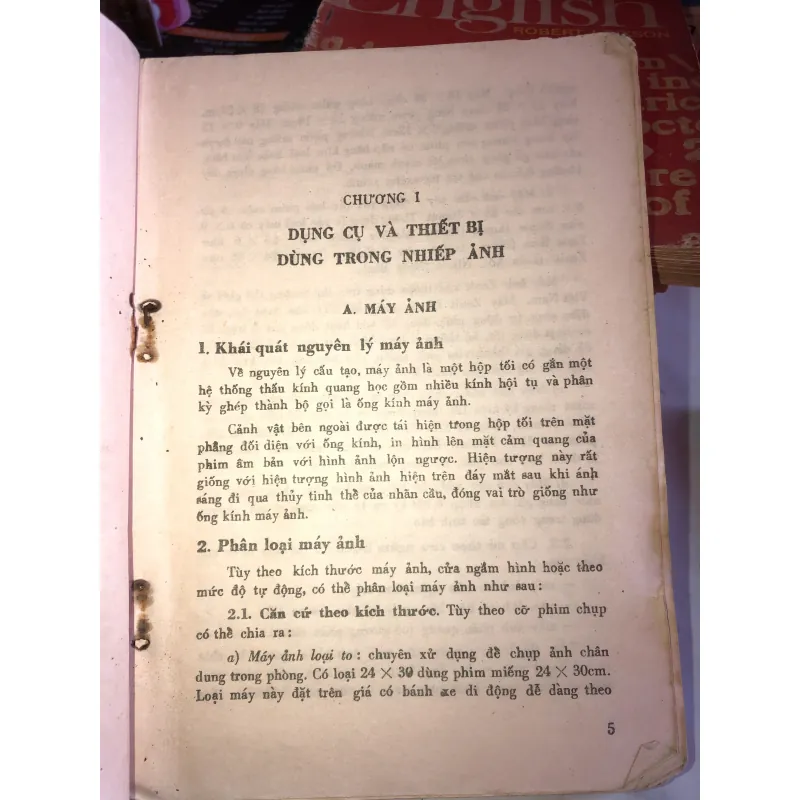 English
ROBERT
CHƯƠNG I
DỤNG CỤ VÀ THIẾT BỊ
DÙNG TRONG NHIẾP ẢNH
A. MÁY ẢNH
1. Khái quát nguyên lý máy ảnh
Về nguyên lý cấu tạo, máy ảnh là một hộp tối có gắn một
hệ thống thấu kính quang học gồm nhiều kính hội tụ và phân
kỳ ghép thành bộ gọi là ống kính máy ảnh.
Cảnh vật bên ngoài được tái hiện trong hộp tối trên mặt
phẳng đối diện với ống kính, in hình lên mặt cảm quang của
phim âm bản với hình ảnh lộn ngược. Hiện tượng này rất
giống với hiện tượng hình ảnh hiện trên đáy mắt sau khi ánh
sáng đi qua thủy tinh thể của nhãn cầu, đóng vai trò giống như
ống kính máy ảnh.
2. Phân loại máy ảnh
Tùy theo kích thước máy ảnh, cửa ngắm hình hoặc theo
mức độ tự động, có thể phân loại máy ảnh như sau:
2.1. Căn cứ theo kích thước. Tùy theo cỡ phim chụp
có thể chia ra:
a) Máy ảnh loại to: chuyên xử dụng để chụp ảnh chân
dung trong phòng. Có loại 24 × 30 dùng phim miếng 24 × 30cm.
Loại máy này đặt trên giá có bánh xe di động dễ dàng theo
5